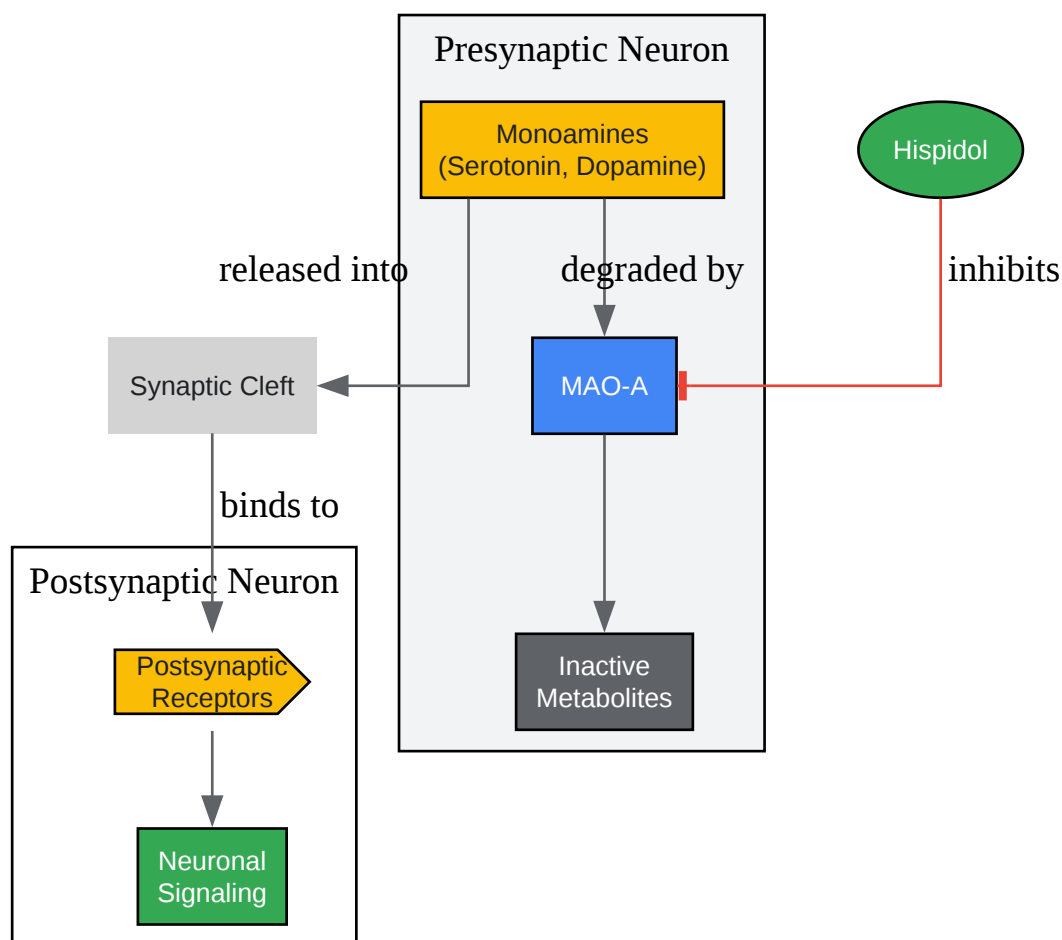 Presynaptic Neuron
Monoamines
(Serotonin, Dopamine)
Hispidol
released into
degraded by
inhibits
Synaptic Cleft
MAO-A
binds to
Postsynaptic Neuron
Postsynaptic
Receptors
Inactive
Metabolites
Neuronal
Signaling